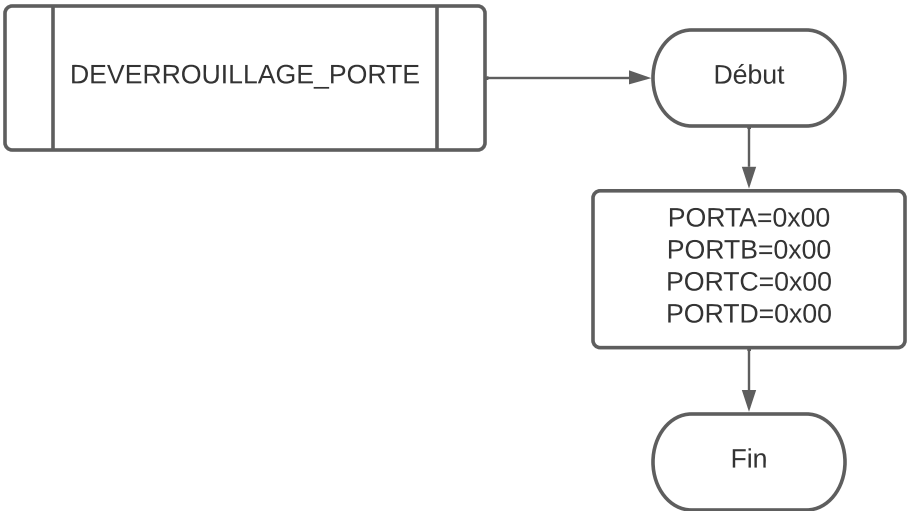 DEVERROUILLAGE_PORTE
Début
PORTA=0x00
PORTB=0x00
PORTC=0x00
PORTD=0x00
Fin